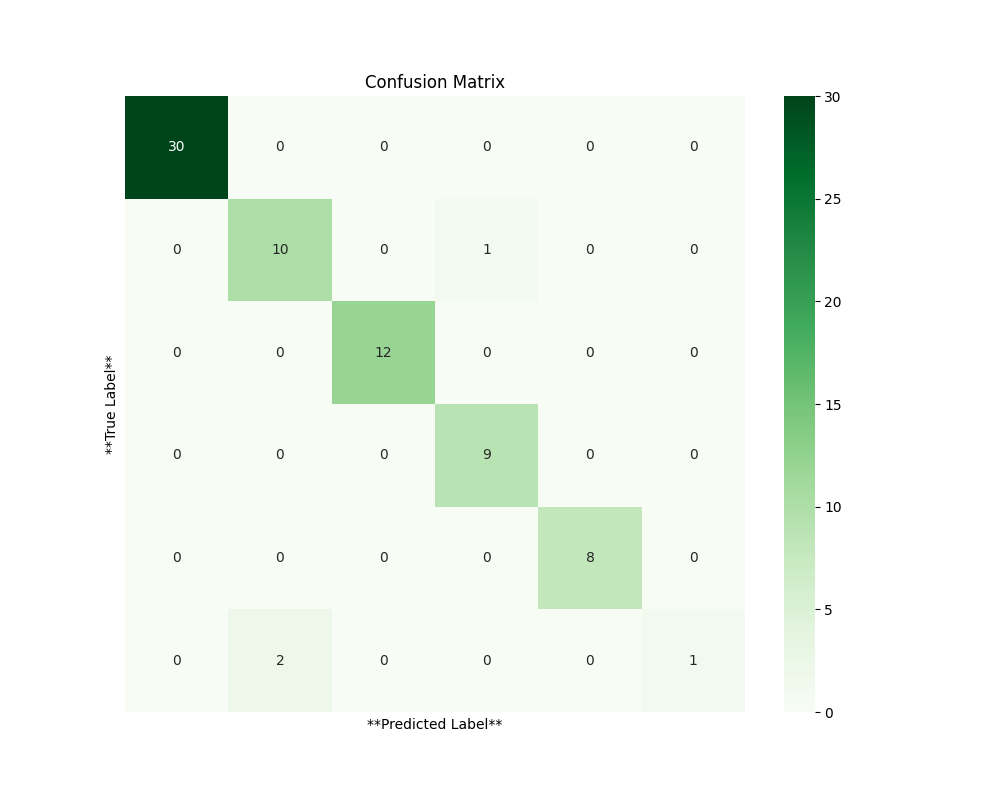 Confusion Matrix
30 0 0 0 0 0
0 10 0 1 0 0
0 0 12 0 0 0
0 0 0 9 0 0
0 0 0 0 8 0
0 2 0 0 0 1
**True Label**
**Predicted Label**
30
25
20
15
10
5
0